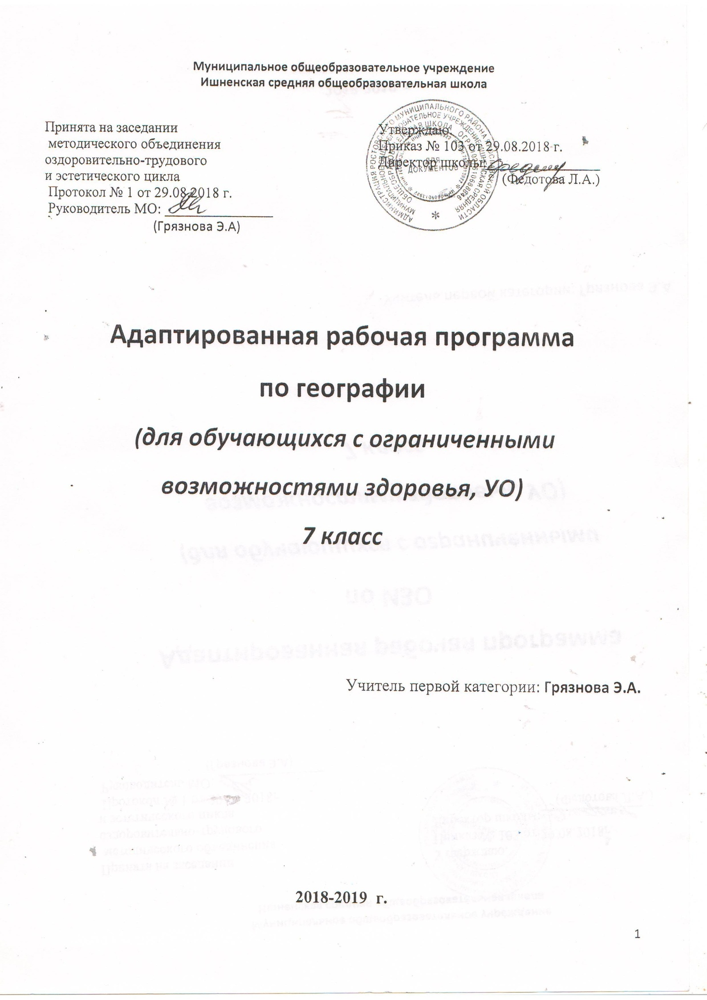 Муниципальное общеобразовательное учреждение
Ишненская средняя общеобразовательная школа
Принята на заседании
методического объединения
оздоровительно-трудового
и эстетического цикла
Протокол № 1 от 29.08.2018 г.
Руководитель МО:
(Грязнова Э.А)
Утверждаю:
Приказ № 103 от 29.08.2018 г.
Директор школы:
(Федотова Л.А.)
ДЛЯ
ДОКУМЕНТОВ
Адаптированная рабочая программа
по географии
(для обучающихся с ограниченными
возможностями здоровья, УО)
7 класс
Учитель первой категории: Грязнова Э.А.
2018-2019 г.
1